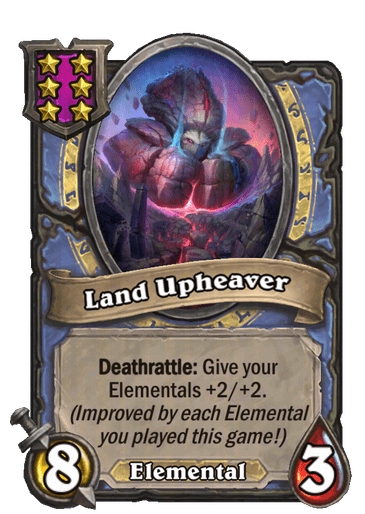 Land Upheaver
Deathrattle: Give your
Elementals +2/+2.
(Improved by each Elemental
you played this game!)
8
Elemental
3